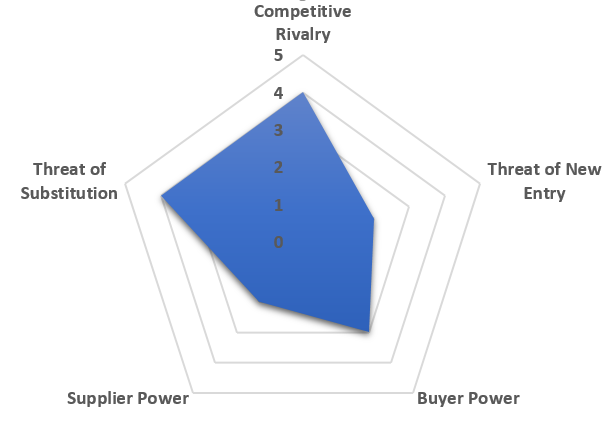 Competitive
Rivalry
5
4
3
2
1
0
Threat of
Substitution
Threat of New
Entry
Supplier Power
Buyer Power